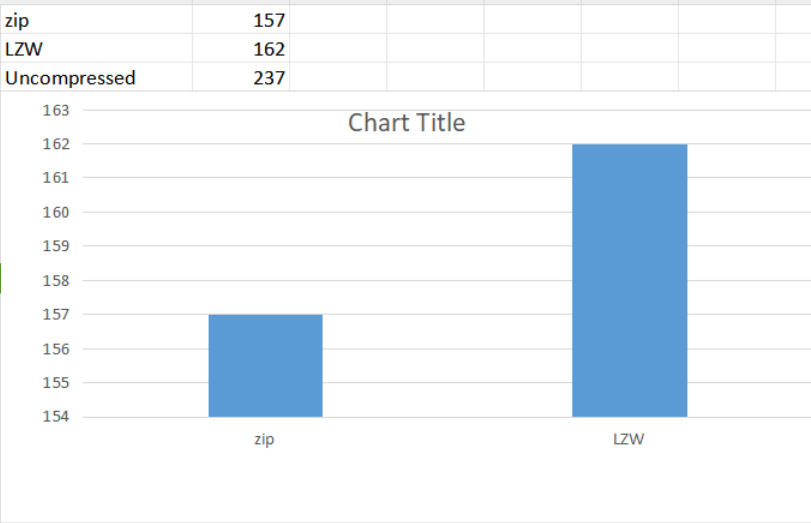 zip 157
LZW 162
Uncompressed 237
Chart Title
163
162
161
160
159
158
157
156
155
154
zip LZW